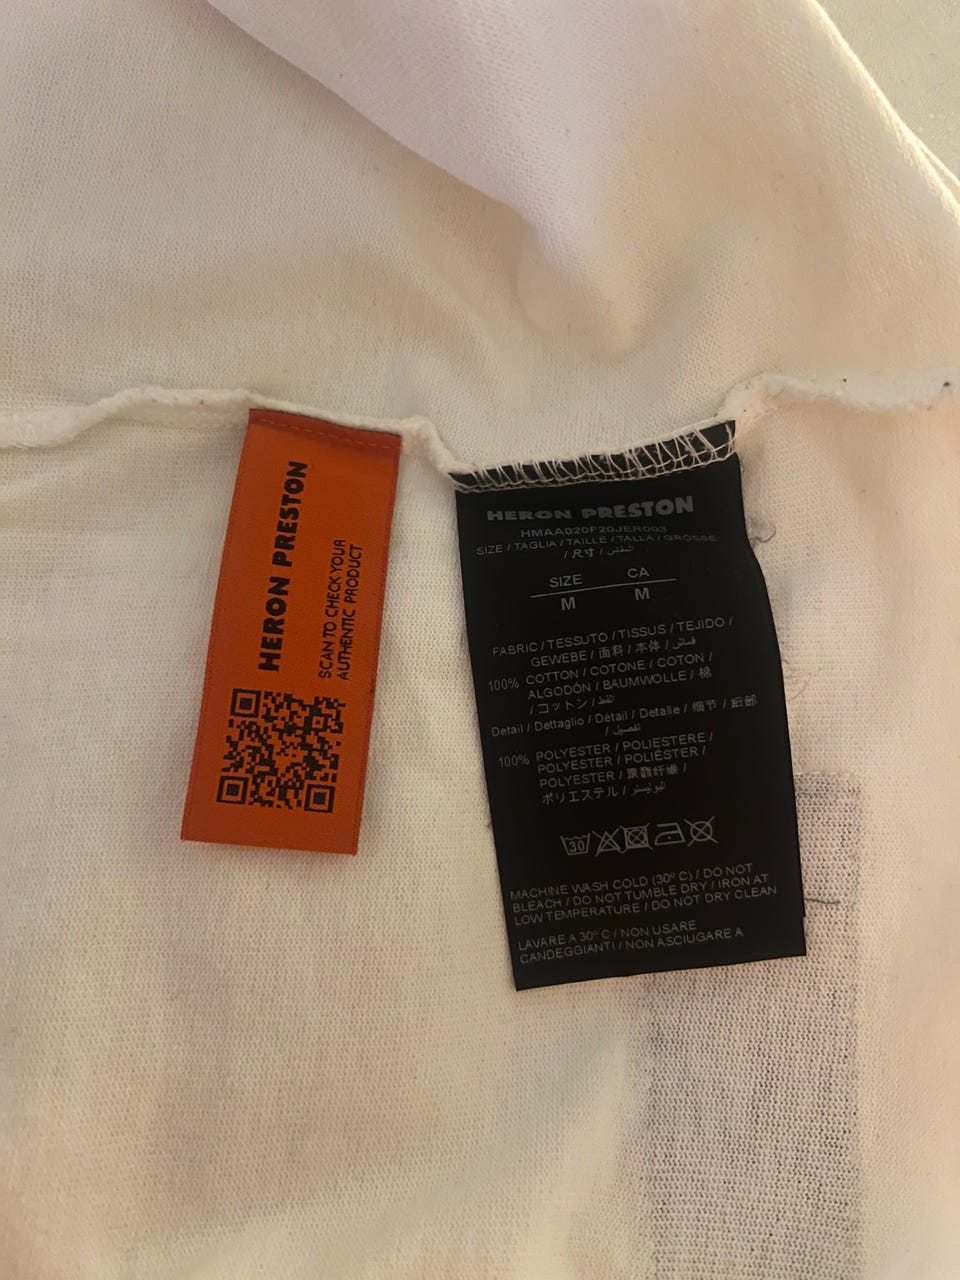 HERON PRESTON
SCAN TO CHECK YOUR
AUTHENTIC PRODUCT
HERON PRESTON
HMAA020F20JER003
SIZE / TAGLIA / TAILLE / TALLA / GRÖSSE
/ 尺寸 / المقاس
SIZE CA
M M
FABRIC / TESSUTO / TISSUS / TEJIDO /
GEWEBE / 面料 / 本体 / قماش
100% COTTON / COTONE / COTON /
ALGODÓN / BAUMWOLLE / 棉
/ コットン / القطن
Detail / Dettaglio / Détail / Detalle / 细节 / 細部
/ تفصيل
100% POLYESTER / POLIESTERE /
POLYESTER / POLIÉSTER /
POLYESTER / 聚酯纤维 /
ポリエステル / البوليستر
30
MACHINE WASH COLD (30º C) / DO NOT
BLEACH / DO NOT TUMBLE DRY / IRON AT
LOW TEMPERATURE / DO NOT DRY CLEAN
LAVARE A 30º C / NON USARE
CANDEGGIANTI / NON ASCIUGARE A